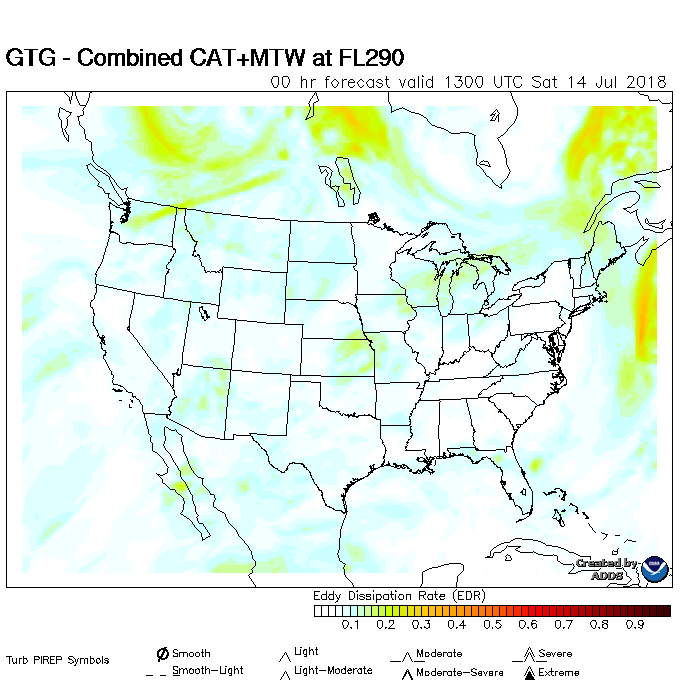 GTG - Combined CAT+MTW at FL290
00 hr forecast valid 1300 UTC Sat 14 Jul 2018
Created by
ADDS
Eddy Dissipation Rate (EDR)
0.1 0.2 0.3 0.4 0.5 0.6 0.7 0.8 0.9
Turb PIREP Symbols
Smooth Light Moderate Severe
Smooth-Light Light-Moderate Moderate-Severe Extreme